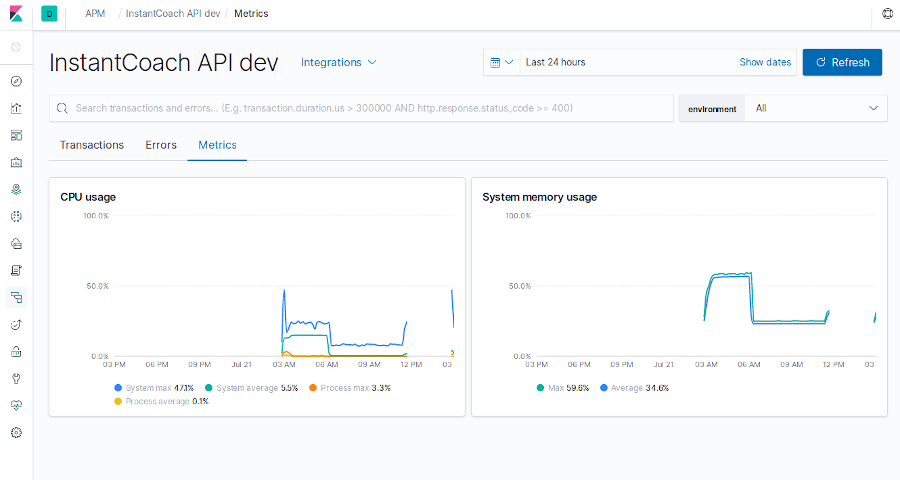 D APM / InstantCoach API dev / Metrics
InstantCoach API dev Integrations Last 24 hours Show dates Refresh
Search transactions and errors... (E.g. transaction.duration.us > 300000 AND http.response.status_code >= 400) environment All
Transactions Errors Metrics
CPU usage
100.0%
50.0%
0.0%
03 PM 06 PM 09 PM Jul 21 03 AM 06 AM 09 AM 12 PM 03
System max 47.1% System average 5.5% Process max 3.3%
Process average 0.1%
System memory usage
100.0%
50.0%
0.0%
03 PM 06 PM 09 PM Jul 21 03 AM 06 AM 09 AM 12 PM 03
Max 59.6% Average 34.6%